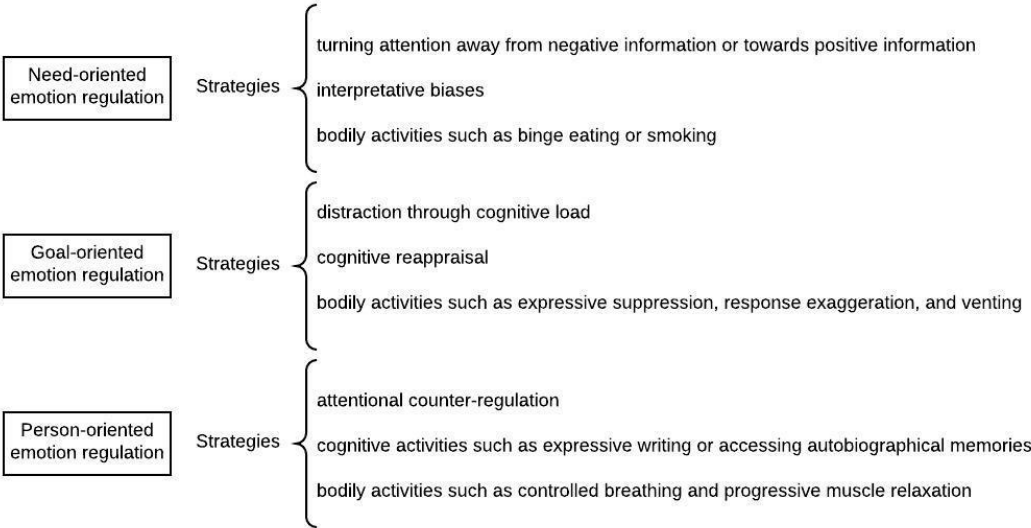 Need-oriented
emotion regulation
Strategies
turning attention away from negative information or towards positive information
interpretative biases
bodily activities such as binge eating or smoking
Goal-oriented
emotion regulation
Strategies
distraction through cognitive load
cognitive reappraisal
bodily activities such as expressive suppression, response exaggeration, and venting
Person-oriented
emotion regulation
Strategies
attentional counter-regulation
cognitive activities such as expressive writing or accessing autobiographical memories
bodily activities such as controlled breathing and progressive muscle relaxation